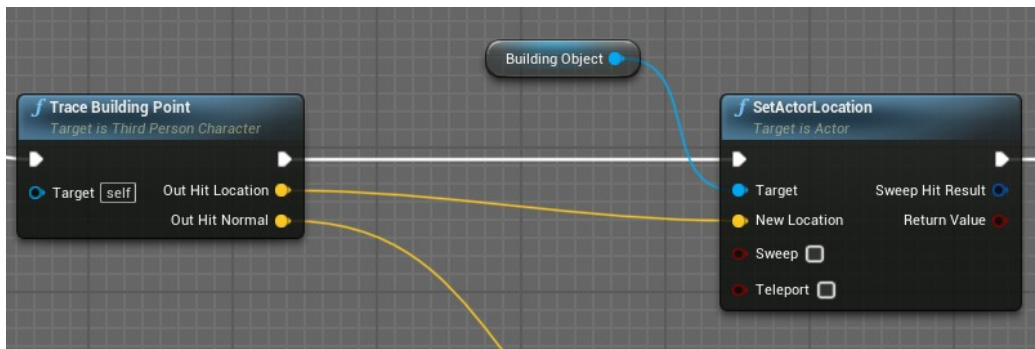 Building Object
f Trace Building Point
Target is Third Person Character
Target self
Out Hit Location
Out Hit Normal
f SetActorLocation
Target is Actor
Target
Sweep Hit Result
New Location
Return Value
Sweep
Teleport